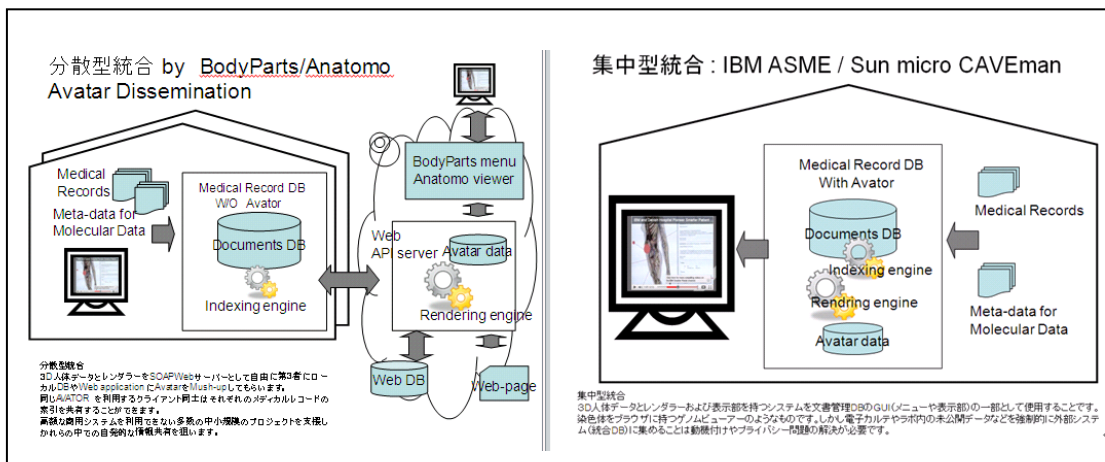 分散型統合 by BodyParts/Anatomo
Avatar Dissemination
Medical
Records
Meta-data for
Molecular Data
Medical Record DB
W/O Avator
Documents DB
Indexing engine
BodyParts menu
Anatomo viewer
Web
API server
Avatar data
Rendering engine
Web DB
Web-page
分散型統合
3D人体データとレンダラーをSOAPWebサーバーとして自由に第3者にロー
カルDBやWeb applicationにAvatarをMush-upしてもらいます。
同じAVATOR を利用するクライアント同士はそれぞれのメディカルレコードの
索引を共有することができます。
高額な商用システムを利用できない多数の中小規模のプロジェクトを支援し
かれらの中での自発的な情報共有を狙います。
集中型統合 : IBM ASME / Sun micro CAVEman
Medical Record DB
With Avator
Documents DB
Indexing engine
Rendring engine
Avatar data
Medical Records
Meta-data for
Molecular Data
集中型統合
3D人体データとレンダラーおよび表示部を持つシステムを文書管理DBのGUI(メニューや表示部)の一部として使用することです。
染色体をブラウザに持つゲノムビューアーのようなものです。しかし電子カルテやラボ内の未公開データなどを強制的に外部システ
ム(統合DB)に集めることは動機付けやプライバシー問題の解決が必要です。